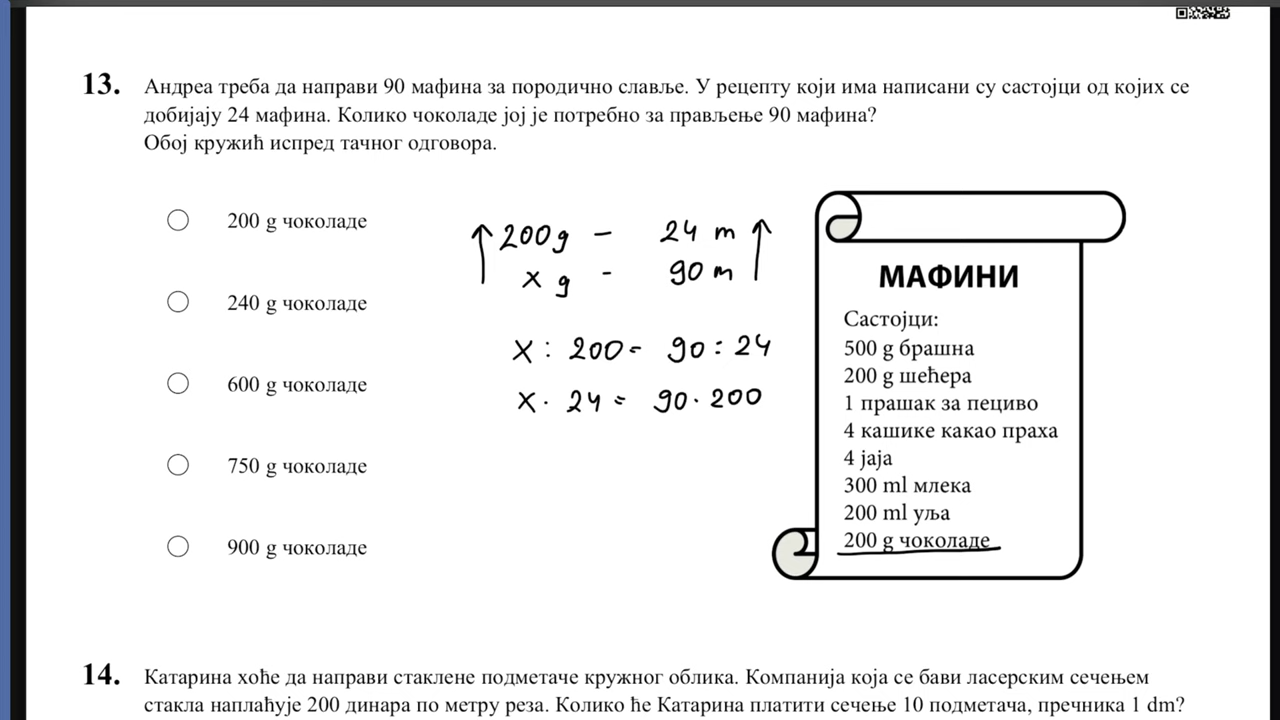 13. Андреа треба да направи 90 мафина за породично славље. У рецепту који има написани су састојци од којих се
добијају 24 мафина. Колико чоколаде јој је потребно за прављење 90 мафина?
Обој кружић испред тачног одговора.
200 g чоколаде
240 g чоколаде
600 g чоколаде
750 g чоколаде
900 g чоколаде
↑ 200g – 24 m ↑
x g - 90 m
x : 200 = 90 : 24
x · 24 = 90 · 200
МАФИНИ
Састојци:
500 g брашна
200 g шећера
1 прашак за пециво
4 кашике какао праха
4 јаја
300 ml млека
200 ml уља
200 g чоколаде
14. Катарина хоће да направи стаклене подметаче кружног облика. Компанија која се бави ласерским сечењем
стакла наплаћује 200 динара по метру реза. Колико ће Катарина платити сечење 10 подметача, пречника 1 dm?